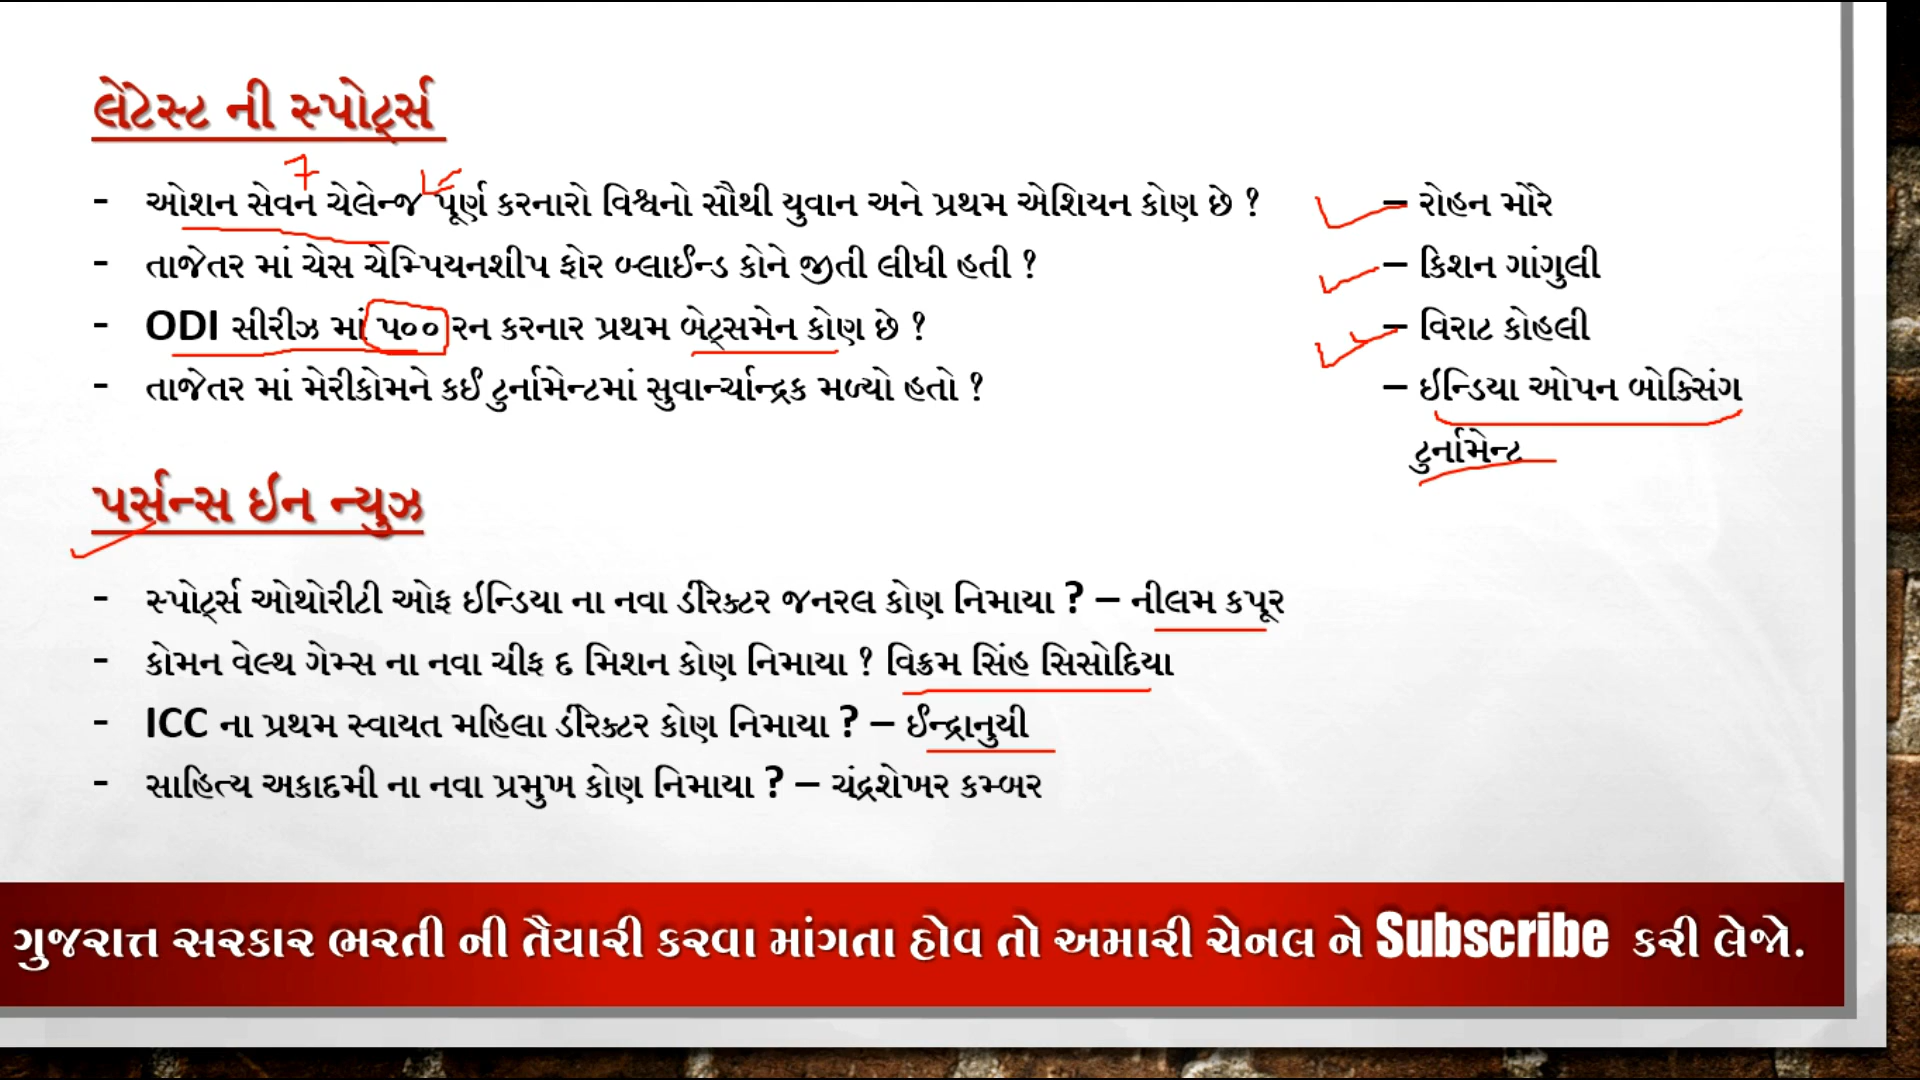 લેટેસ્ટ ની સ્પોર્ટ્સ
7
- ઓશન સેવન ચેલેન્જ પૂર્ણ કરનારો વિશ્વનો સૌથી યુવાન અને પ્રથમ એશિયન કોણ છે ? – રોહન મોરે
- તાજેતર માં ચેસ ચેમ્પિયનશીપ ફોર બ્લાઈન્ડ કોને જીતી લીધી હતી ? – કિશન ગાંગુલી
- ODI સીરીઝ માં ૫૦૦ રન કરનાર પ્રથમ બેટ્સમેન કોણ છે ? – વિરાટ કોહલી
- તાજેતર માં મેરીકોમને કઈ ટુર્નામેન્ટમાં સુવાર્ન્ચાન્દ્રક મળ્યો હતો ? – ઈન્ડિયા ઓપન બોક્સિંગ
ટુર્નામેન્ટ
પર્સન્સ ઈન ન્યુઝ
- સ્પોર્ટ્સ ઓથોરીટી ઓફ ઇન્ડિયા ના નવા ડીરેક્ટર જનરલ કોણ નિમાયા ? – નીલમ કપૂર
- કોમન વેલ્થ ગેમ્સ ના નવા ચીફ દ મિશન કોણ નિમાયા ? વિક્રમ સિંહ સિસોદિયા
- ICC ના પ્રથમ સ્વાયત મહિલા ડીરેક્ટર કોણ નિમાયા ? – ઈન્દ્રાનુયી
- સાહિત્ય અકાદમી ના નવા પ્રમુખ કોણ નિમાયા ? – ચંદ્રશેખર કમ્બર
ગુજરાત સરકાર ભરતી ની તૈયારી કરવા માંગતા હોવ તો અમારી ચેનલ ને Subscribe કરી લેજો.